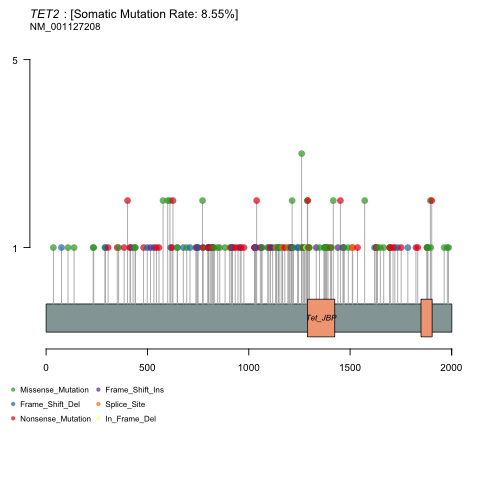 TET2 : [Somatic Mutation Rate: 8.55%]
NM_001127208
5
1
Tet_JBP
0 500 1000 1500 2000
Missense_Mutation Frame_Shift_Ins
Frame_Shift_Del Splice_Site
Nonsense_Mutation In_Frame_Del